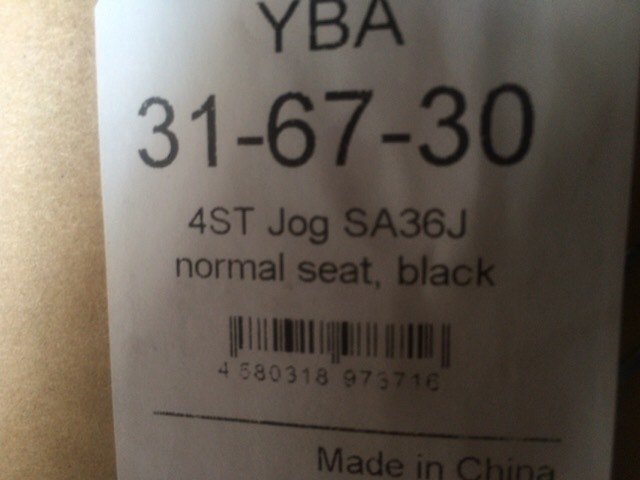 YBA
31-67-30
4ST Jog SA36J
normal seat, black
4 580318 973716
Made in China